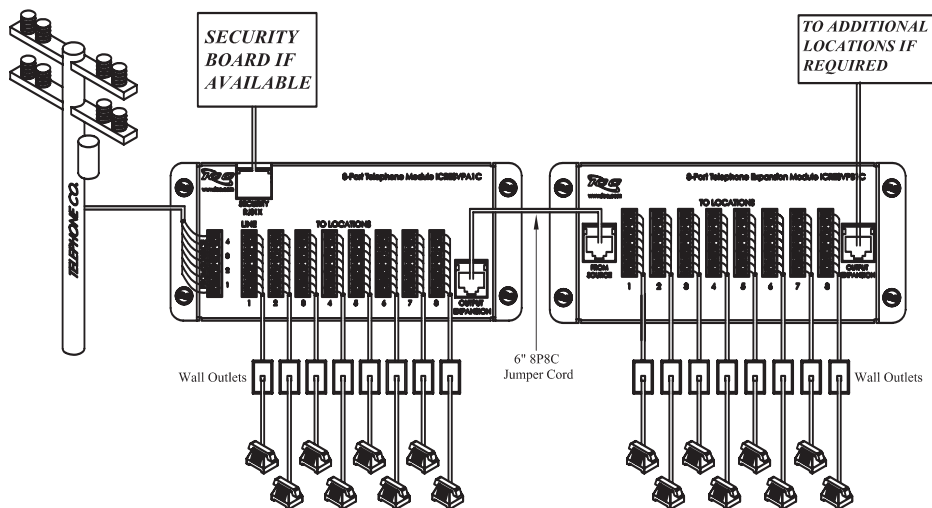 SECURITY
BOARD IF
AVAILABLE
TO ADDITIONAL
LOCATIONS IF
REQUIRED
TELEPHONE CO.
8-Port Telephone Module ICRESVPA1C
SECURITY
RJ31X
LINE
TO LOCATIONS
4
3
2
1
1 2 3 4 5 6 7 8
OUTPUT
EXPANSION
8-Port Telephone Expansion Module
TO LOCATIONS
FROM
SOURCE
1 2 3 4 5 6 7 8
OUTPUT
EXPANSION
6" 8P8C
Jumper Cord
Wall Outlets
Wall Outlets